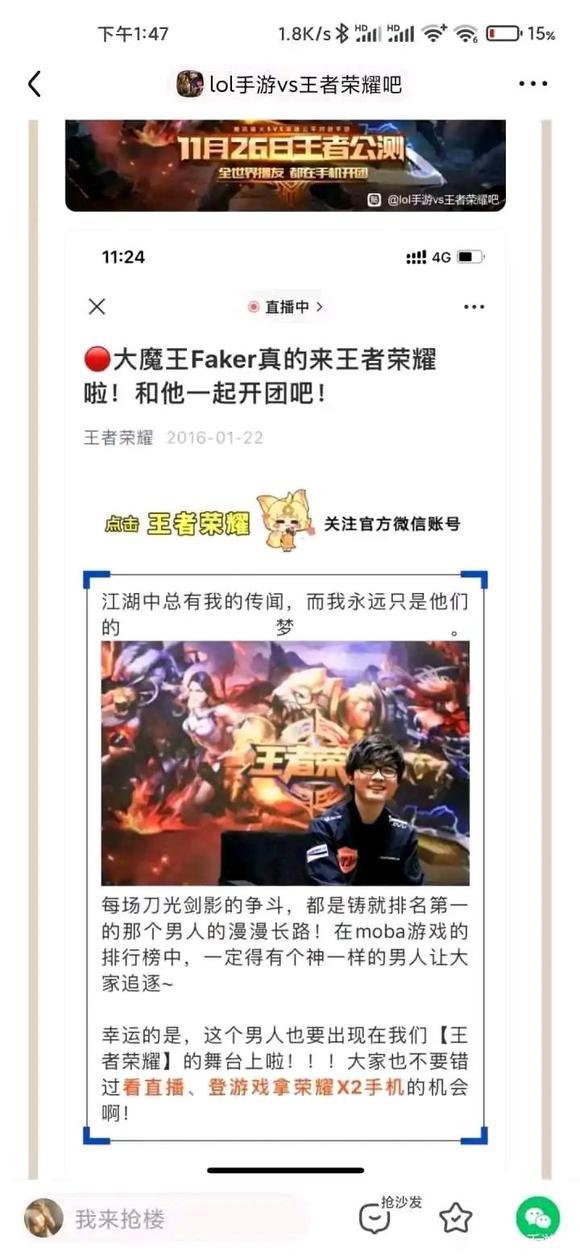 下午1:47
1.8K/s HD HD 6 15%
lol手游vs王者荣耀吧
11月26日王者公测
全世界撸友 都在手机开团
@lol手游vs王者荣耀吧
11:24
4G
直播中
大魔王Faker真的来王者荣耀
啦！和他一起开团吧！
王者荣耀 2016-01-22
点击 王者荣耀 关注官方微信账号
江湖中总有我的传闻，而我永远只是他们
的梦。
王者荣
每场刀光剑影的争斗，都是铸就排名第一
的那个男人的漫漫长路！在moba游戏的
排行榜中，一定得有个神一样的男人让大
家追逐~
幸运的是，这个男人也要出现在我们【王
者荣耀】的舞台上啦！！！大家也不要错
过看直播、登游戏拿荣耀X2手机的机会
啊！
抢沙发
我来抢楼